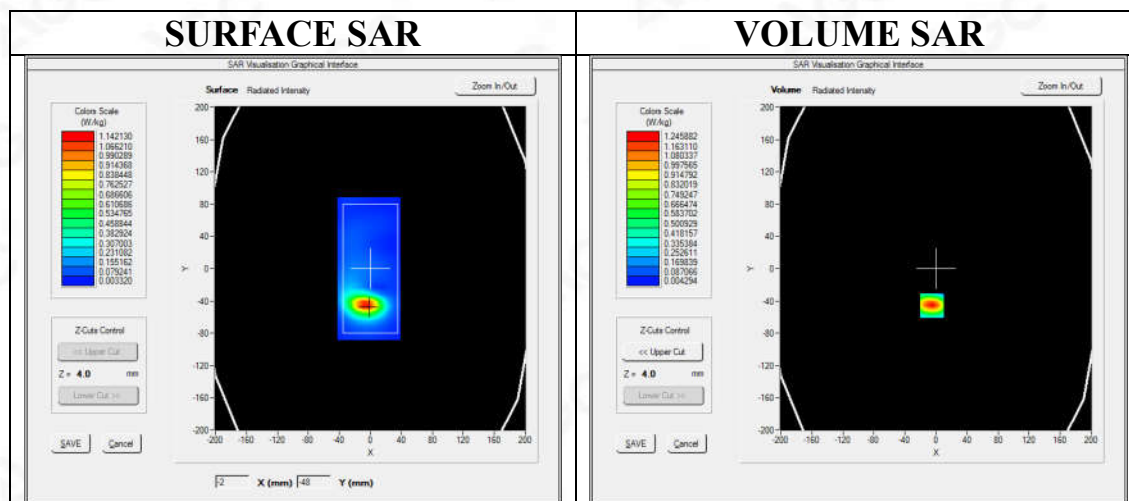 SURFACE SAR
VOLUME SAR
SAR Visualisation Graphical Interface
Surface Radiated Intensity
Zoom In/Out
Colors Scale
(W/kg)
1.142130
1.066210
0.990289
0.914368
0.838448
0.762527
0.686606
0.610686
0.534765
0.458844
0.382924
0.307003
0.231082
0.155162
0.079241
0.003320
200
160
120
80
40
Y 0
-40
-80
-120
-160
-200
-200 -160 -120 -80 -40 0 40 80 120 160 200
X
Z-Cuts Control
<< Upper Cut
Z = 4.0 mm
Lower Cut >>
SAVE Cancel
-2 X (mm) -48 Y (mm)
SAR Visualisation Graphical Interface
Volume Radiated Intensity
Zoom In/Out
Colors Scale
(W/kg)
1.245882
1.163110
1.080337
0.997565
0.914792
0.832019
0.749247
0.666474
0.583702
0.500929
0.418157
0.335384
0.252611
0.169839
0.087066
0.004294
200
160
120
80
40
Y 0
-40
-80
-120
-160
-200
-200 -160 -120 -80 -40 0 40 80 120 160 200
X
Z-Cuts Control
<< Upper Cut
Z = 4.0 mm
Lower Cut >>
SAVE Cancel